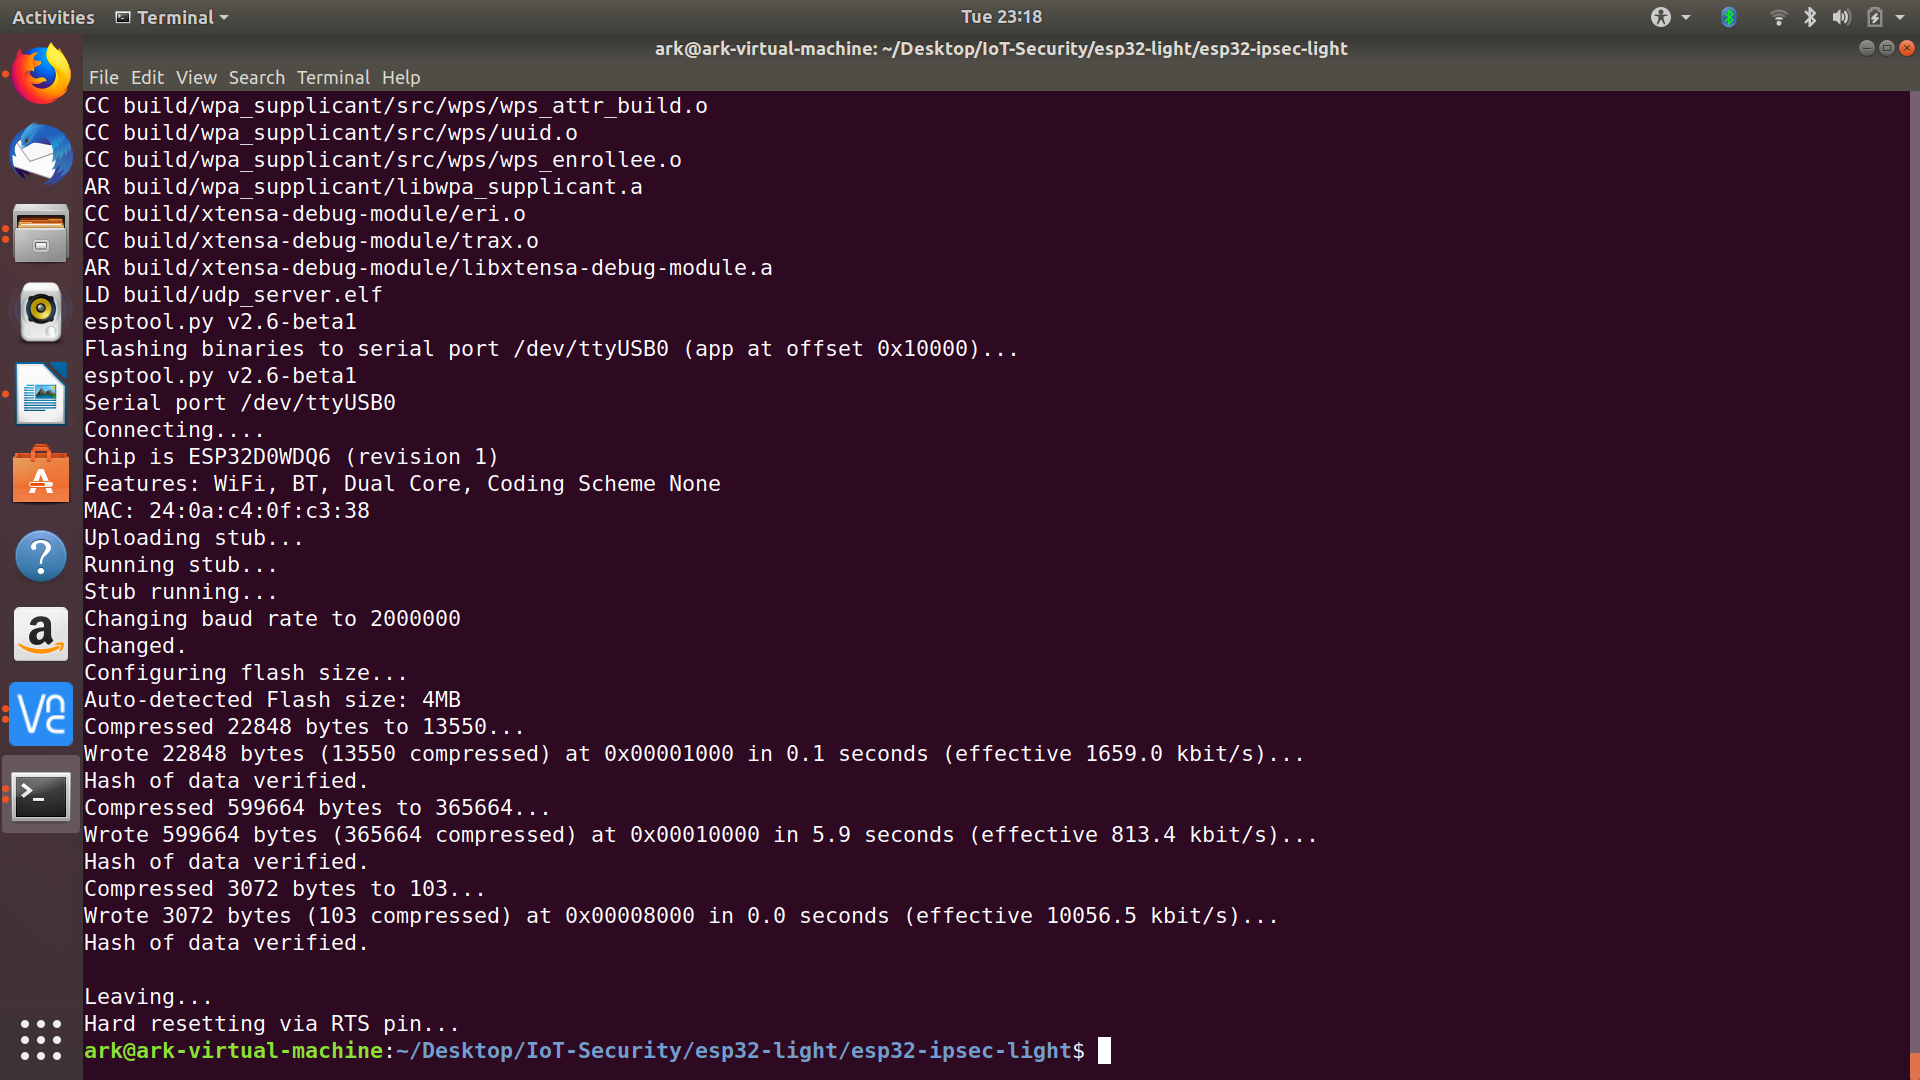 Activities Terminal Tue 23:18
ark@ark-virtual-machine: ~/Desktop/IoT-Security/esp32-light/esp32-ipsec-light
File Edit View Search Terminal Help
CC build/wpa_supplicant/src/wps/wps_attr_build.o
CC build/wpa_supplicant/src/wps/uuid.o
CC build/wpa_supplicant/src/wps/wps_enrollee.o
AR build/wpa_supplicant/libwpa_supplicant.a
CC build/xtensa-debug-module/eri.o
CC build/xtensa-debug-module/trax.o
AR build/xtensa-debug-module/libxtensa-debug-module.a
LD build/udp_server.elf
esptool.py v2.6-beta1
Flashing binaries to serial port /dev/ttyUSB0 (app at offset 0x10000)...
esptool.py v2.6-beta1
Serial port /dev/ttyUSB0
Connecting....
Chip is ESP32D0WDQ6 (revision 1)
Features: WiFi, BT, Dual Core, Coding Scheme None
MAC: 24:0a:c4:0f:c3:38
Uploading stub...
Running stub...
Stub running...
Changing baud rate to 2000000
Changed.
Configuring flash size...
Auto-detected Flash size: 4MB
Compressed 22848 bytes to 13550...
Wrote 22848 bytes (13550 compressed) at 0x00001000 in 0.1 seconds (effective 1659.0 kbit/s)...
Hash of data verified.
Compressed 599664 bytes to 365664...
Wrote 599664 bytes (365664 compressed) at 0x00010000 in 5.9 seconds (effective 813.4 kbit/s)...
Hash of data verified.
Compressed 3072 bytes to 103...
Wrote 3072 bytes (103 compressed) at 0x00008000 in 0.0 seconds (effective 10056.5 kbit/s)...
Hash of data verified.
Leaving...
Hard resetting via RTS pin...
ark@ark-virtual-machine:~/Desktop/IoT-Security/esp32-light/esp32-ipsec-light$